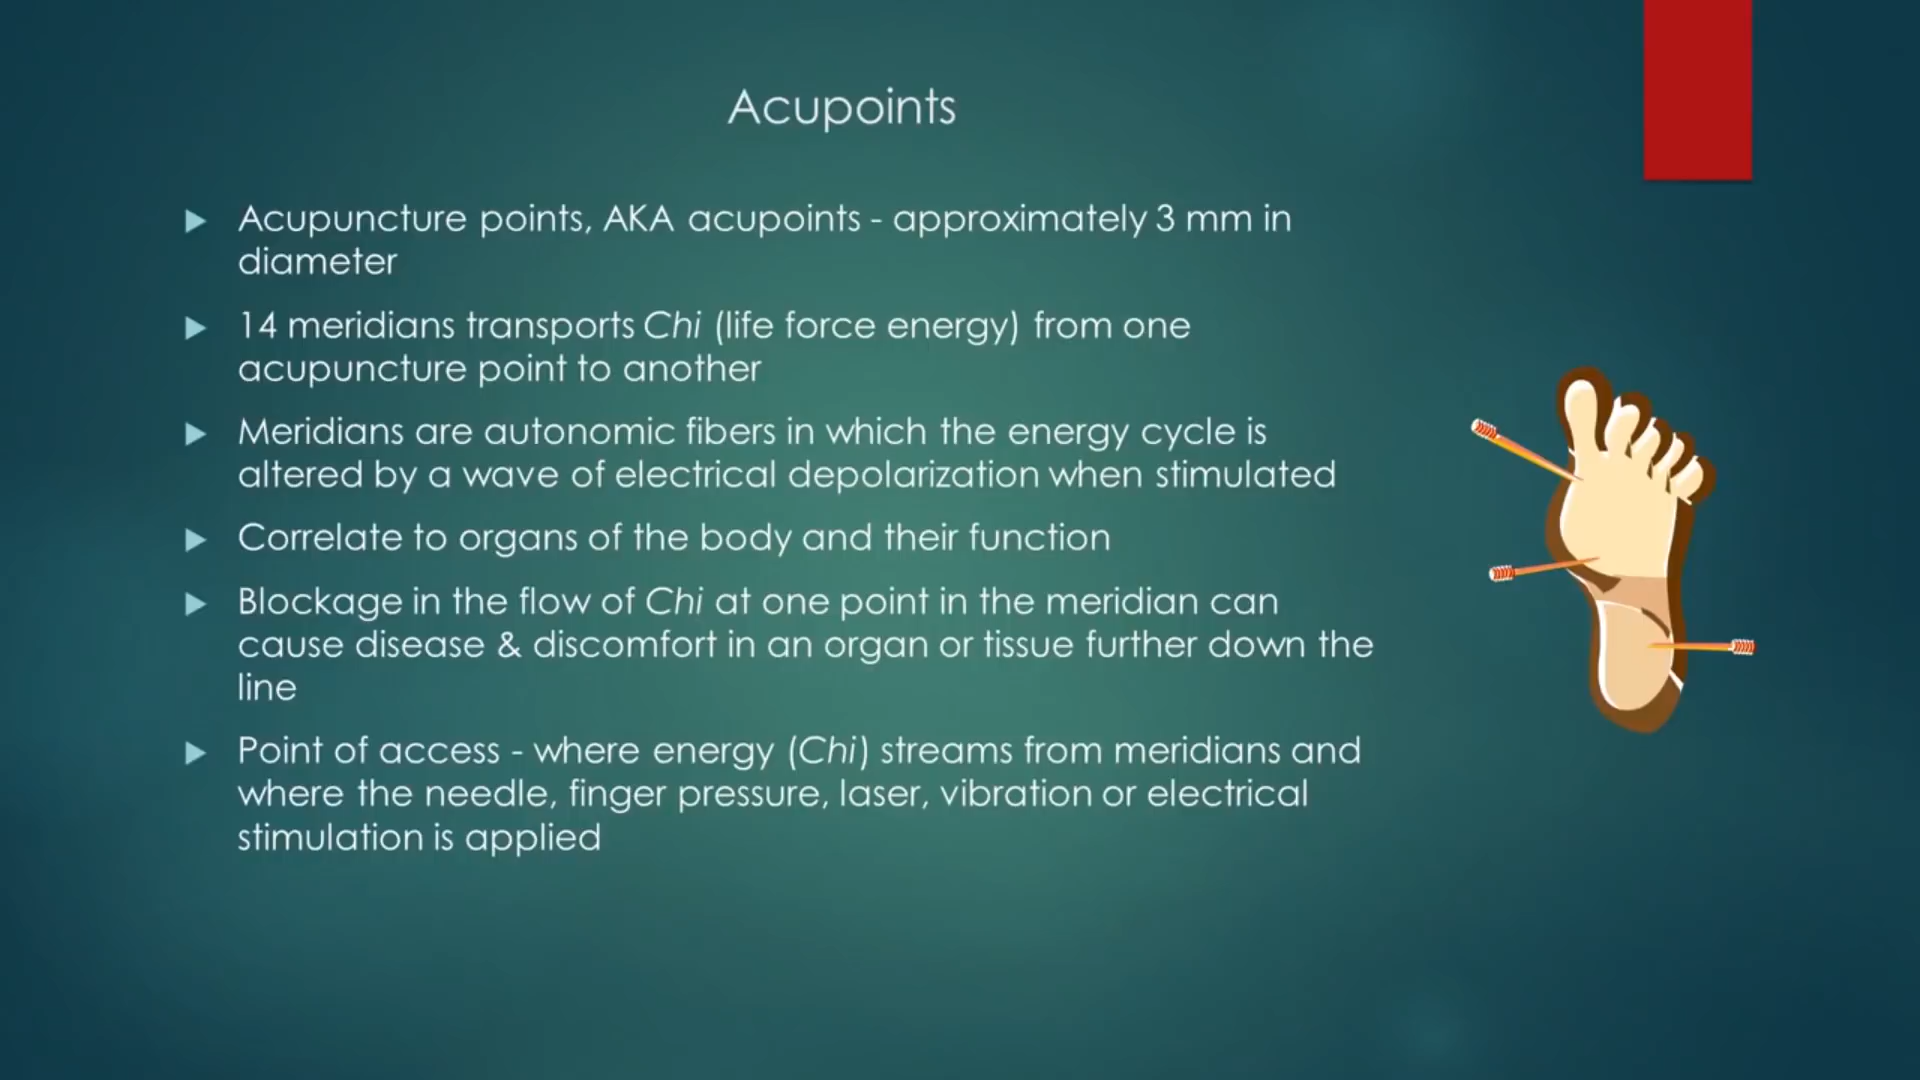 Acupoints
Acupuncture points, AKA acupoints - approximately 3 mm in
diameter
14 meridians transports Chi (life force energy) from one
acupuncture point to another
Meridians are autonomic fibers in which the energy cycle is
altered by a wave of electrical depolarization when stimulated
Correlate to organs of the body and their function
Blockage in the flow of Chi at one point in the meridian can
cause disease & discomfort in an organ or tissue further down the
line
Point of access - where energy (Chi) streams from meridians and
where the needle, finger pressure, laser, vibration or electrical
stimulation is applied